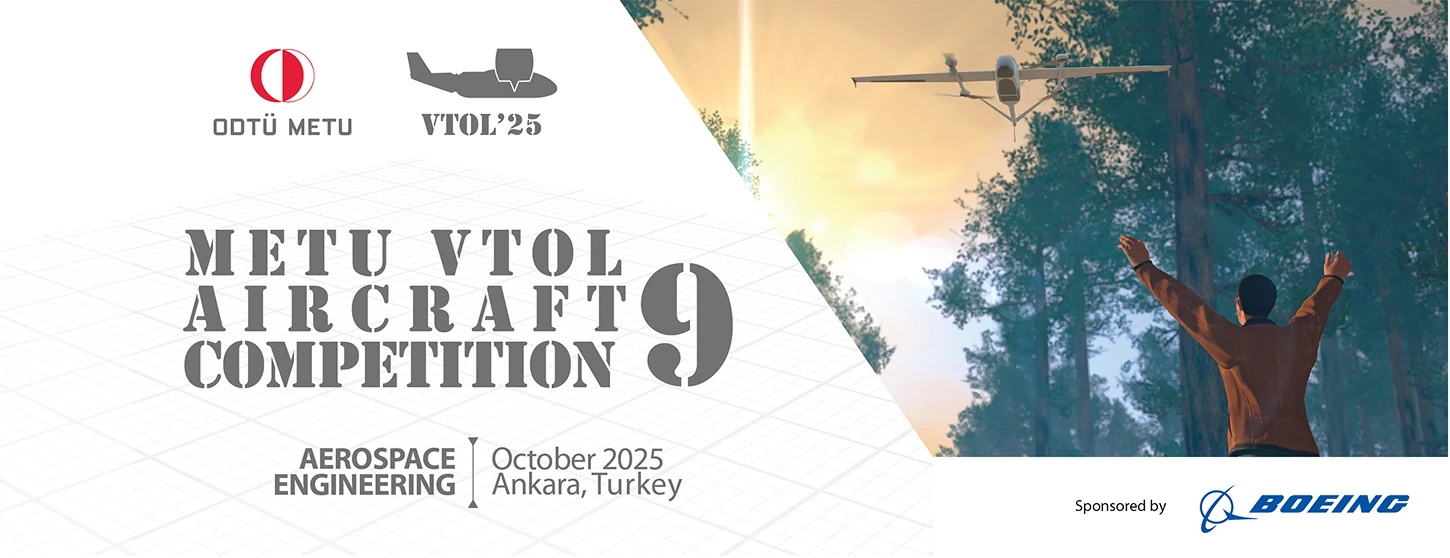 ODTÜ METU
VTOL'25
METU VTOL
AIRCRAFT
COMPETITION
9
AEROSPACE
ENGINEERING
October 2025
Ankara, Turkey
Sponsored by
BOEING